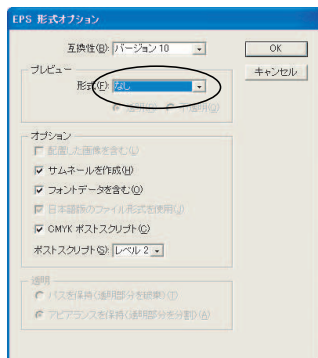 EPS 形式オプション
互換性(B): バージョン 10
OK
キャンセル
プレビュー
形式(F): なし
透明(T) 不透明(O)
オプション
配置した画像を含む(L)
サムネールを作成(H)
フォントデータを含む(O)
日本語版のファイル形式を使用(J)
CMYK ポストスクリプト(C)
ポストスクリプト(S): レベル 2
透明
パスを保持(透明部分を破棄)(I)
アピアランスを保持(透明部分を分割)(A)